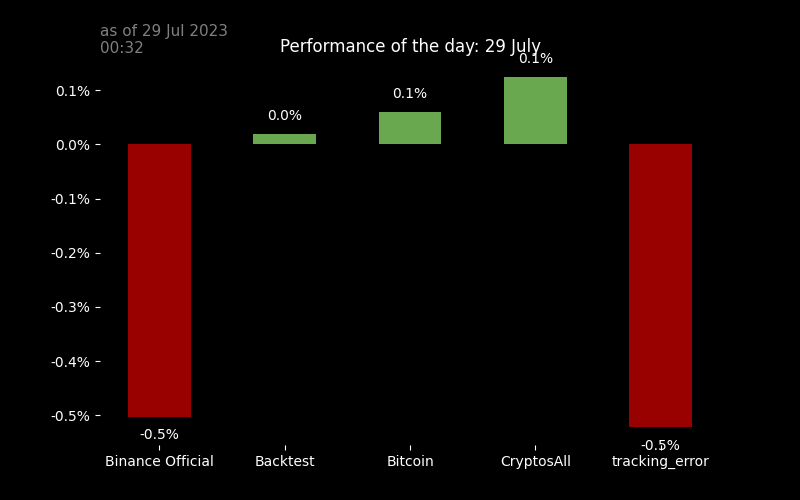 as of 29 Jul 2023
00:32
Performance of the day: 29 July
0.1%
0.1%
0.1%
0.0%
0.0%
-0.1%
-0.2%
-0.3%
-0.4%
-0.5%
-0.5%
-0.5%
Binance Official
Backtest
Bitcoin
CryptosAll
tracking_error